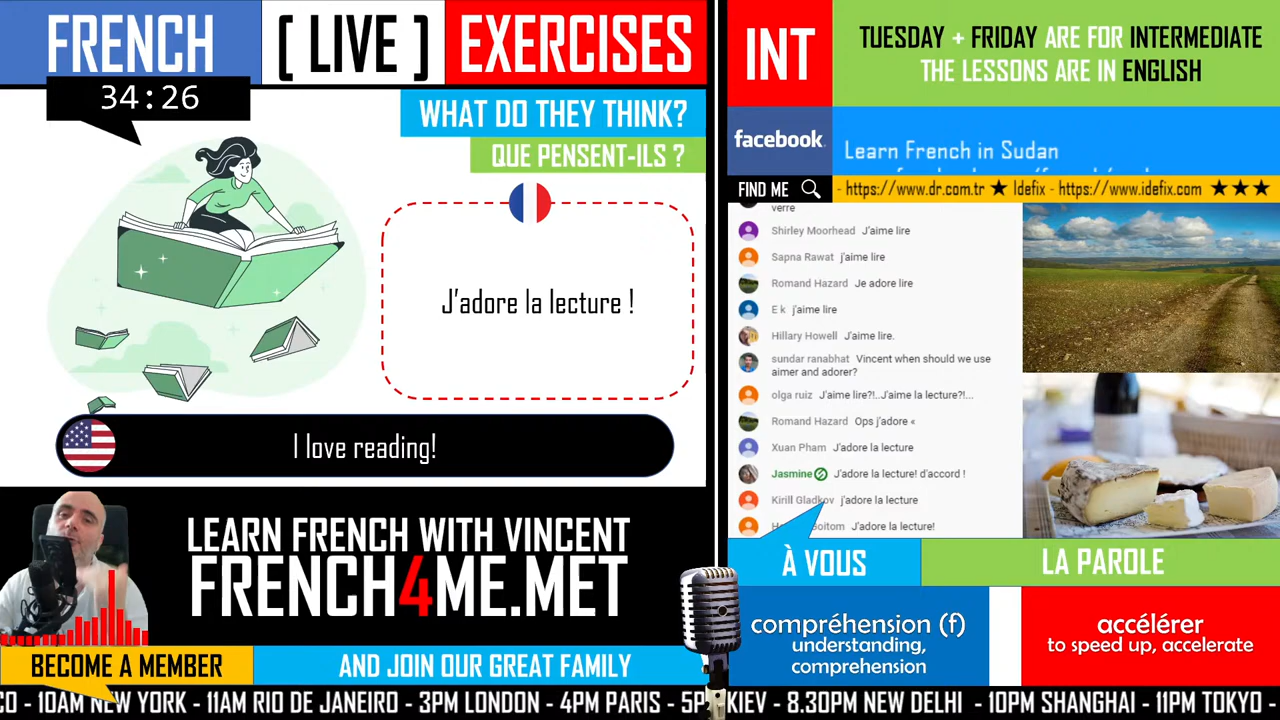 FRENCH [ LIVE ] EXERCISES
34:26
WHAT DO THEY THINK?
QUE PENSENT-ILS ?
J'adore la lecture !
I love reading!
LEARN FRENCH WITH VINCENT
FRENCH4ME.MET
BECOME A MEMBER
AND JOIN OUR GREAT FAMILY
INT
TUESDAY + FRIDAY ARE FOR INTERMEDIATE
THE LESSONS ARE IN ENGLISH
facebook
Learn French in Sudan
FIND ME
- https://www.dr.com.tr ★ Idefix - https://www.idefix.com ★★★
verre
Shirley Moorhead J'aime lire
Sapna Rawat j'aime lire
Romand Hazard Je adore lire
E k j'aime lire
Hillary Howell J'aime lire.
sundar ranabhat Vincent when should we use
aimer and adorer?
olga ruiz J'aime lire?!..J'aime la lecture?!...
Romand Hazard Ops j'adore «
Xuan Pham J'adore la lecture
Jasmine J'adore la lecture! d'accord !
Kirill Gladkov j'adore la lecture
J'adore la lecture!
À VOUS
LA PAROLE
compréhension (f)
understanding,
comprehension
accélérer
to speed up, accelerate
CO - 10AM NEW YORK - 11AM RIO DE JANEIRO - 3PM LONDON - 4PM PARIS - 5P KIEV - 8.30PM NEW DELHI - 10PM SHANGHAI - 11PM TOKYO -